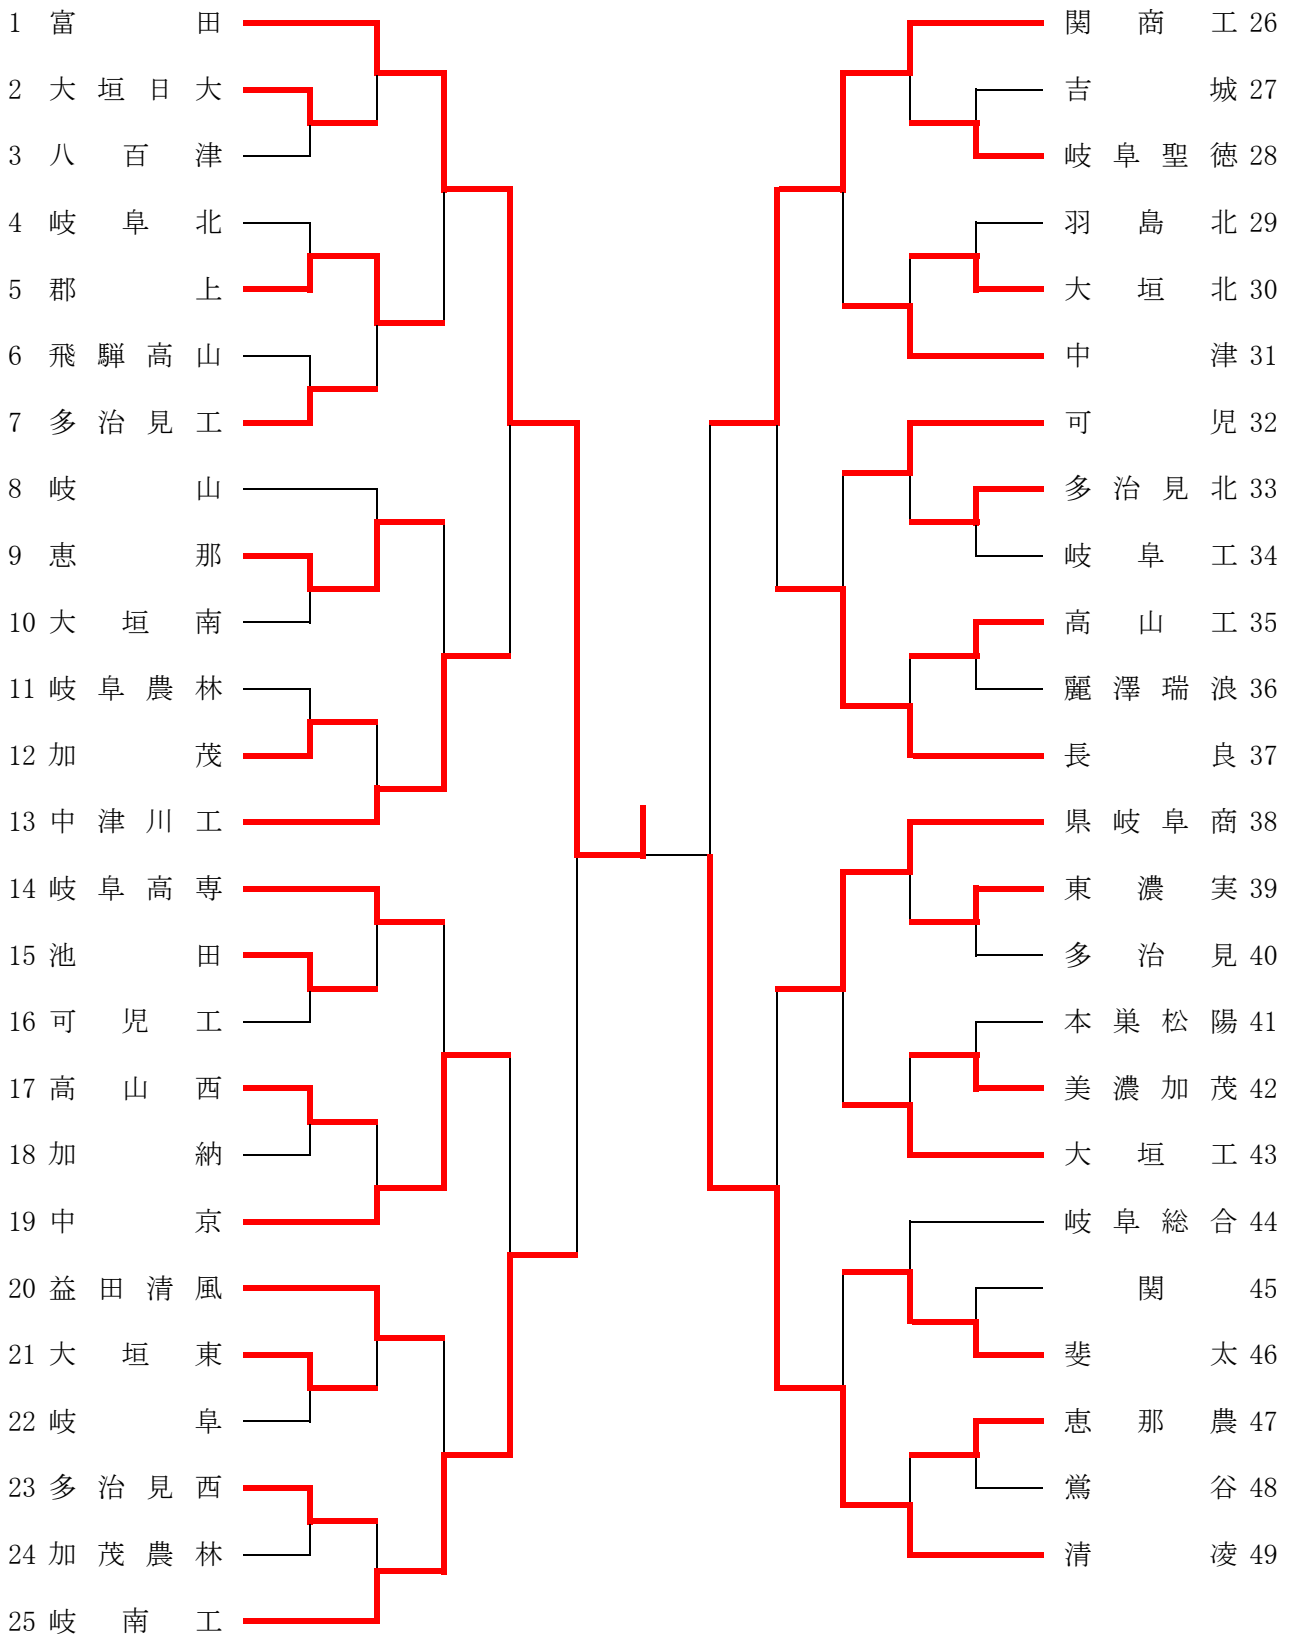 1 富田
2 大垣日大
3 八百津
4 岐阜北
5 郡上
6 飛騨高山
7 多治見工
8 岐山
9 恵那
10 大垣南
11 岐阜農林
12 加茂
13 中津川工
14 岐阜高専
15 池田
16 可児工
17 高山西
18 加納
19 中京
20 益田清風
21 大垣東
22 岐阜
23 多治見西
24 加茂農林
25 岐南工
関商工 26
吉城 27
岐阜聖徳 28
羽島北 29
大垣北 30
中津 31
可児 32
多治見北 33
岐阜工 34
高山工 35
麗澤瑞浪 36
長良 37
県岐阜商 38
東濃実 39
多治見 40
本巣松陽 41
美濃加茂 42
大垣工 43
岐阜総合 44
関 45
斐太 46
恵那農 47
鴬谷 48
清凌 49